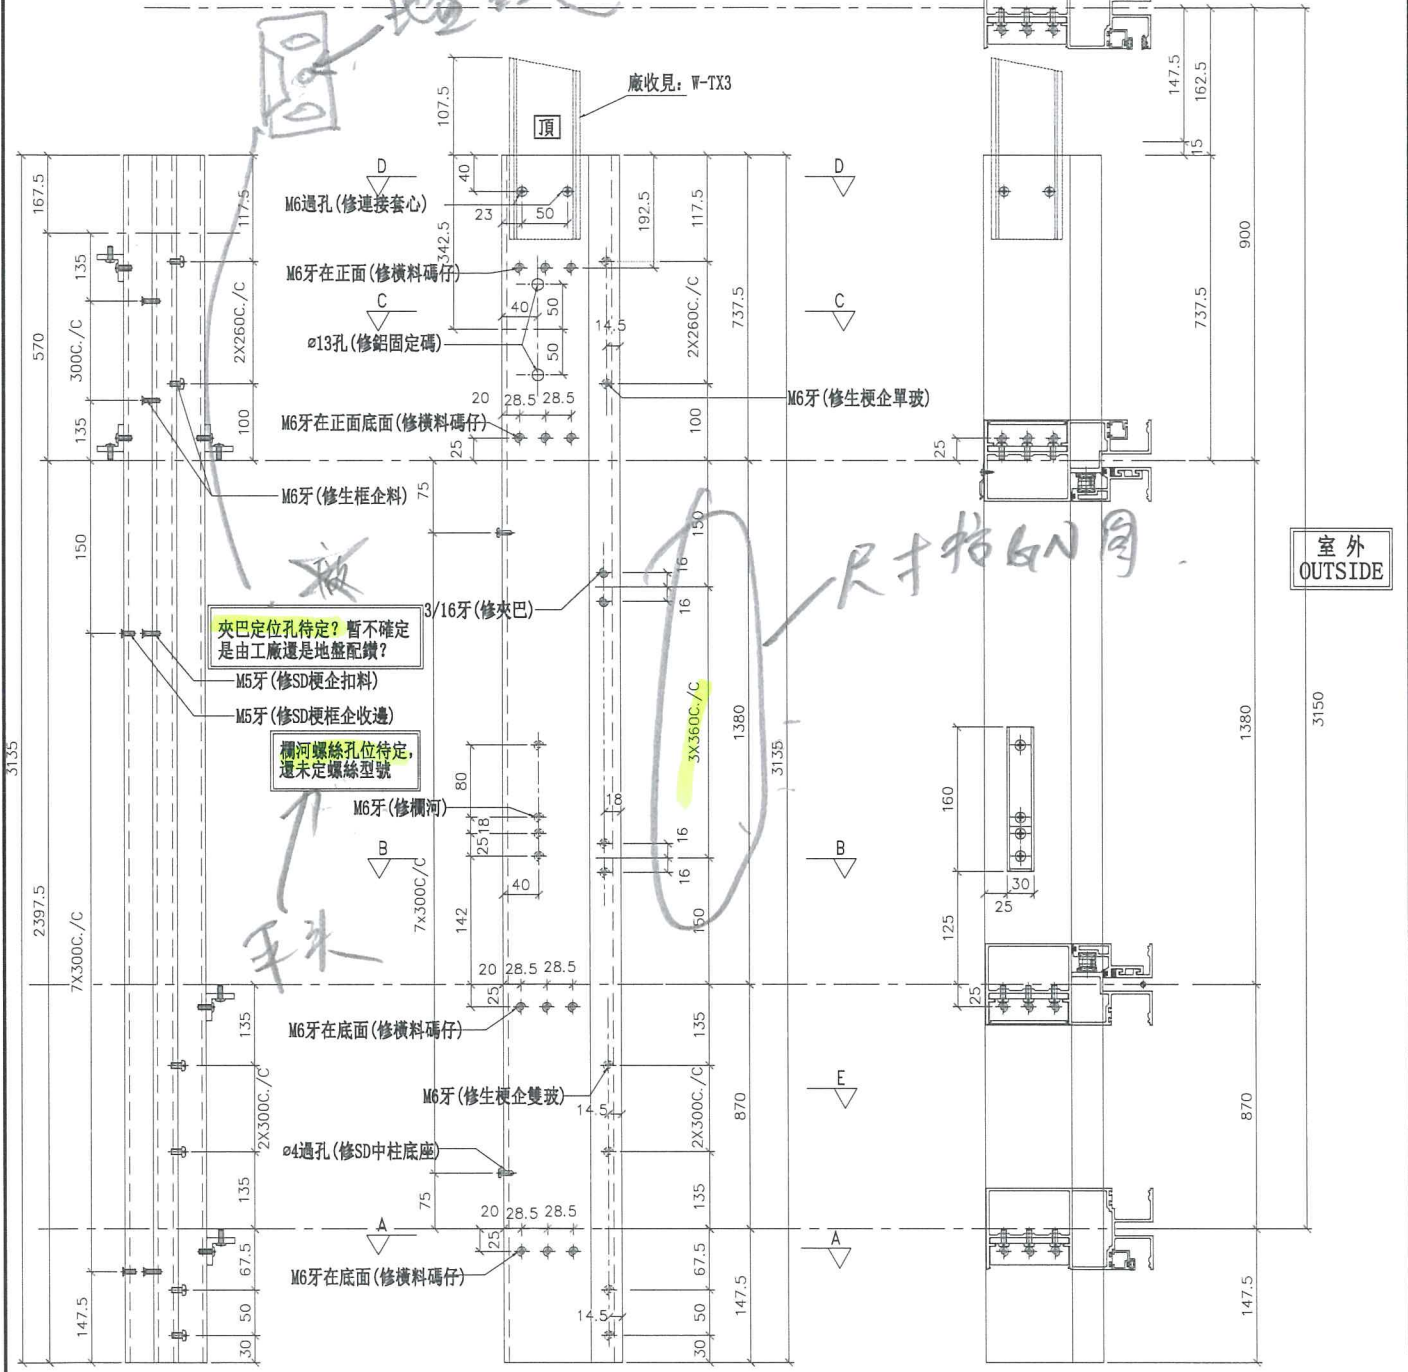 147.5
162.5
15
107.5
廠收見: W-TX3
頂
167.5
117.5
D
40
M6過孔(修連接套心)
23
50
192.5
117.5
D
900
135
342.5
M6牙在正面(修橫料碼仔)
570
300C./C
2X260C./C
C
40
50
50
14.5
2X260C./C
737.5
C
737.5
ø13孔(修鋁固定碼)
M6牙(修生梗企單玻)
135
100
20 28.5 28.5
M6牙在正面底面(修橫料碼仔)
25
100
25
M6牙(修生框企料)
75
150
150
16
16
尺寸
室外
OUTSIDE
3/16牙(修夾巴)
夾巴定位孔待定? 暫不確定
是由工廠還是地盤配鑽?
M5牙(修SD梗企扣料)
M5牙(修SD梗框企收邊)
欄河螺絲孔位待定,
還未定螺絲型號
3135
3X360C./C
1380
3135
1380
3150
80
18
25
M6牙(修欄河)
18
16
16
160
B
40
B
30
25
2397.5
7X300C./C
7x300C/C
142
150
125
平頭
20 28.5 28.5
25
25
M6牙在底面(修橫料碼仔)
135
135
M6牙(修生梗企雙玻)
E
2X300C./C
14.5
2X300C./C
870
870
ø4過孔(修SD中柱底座)
135
75
135
20 28.5 28.5
A
25
A
M6牙在底面(修橫料碼仔)
67.5
67.5
147.5
50
30
14.5
50
30
147.5
147.5